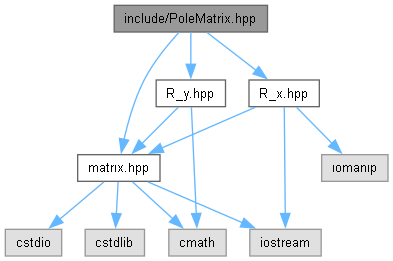 include/PoleMatrix.hpp
R_y.hpp
R_x.hpp
matrix.hpp
iomanip
cstdio
cstdlib
cmath
iostream